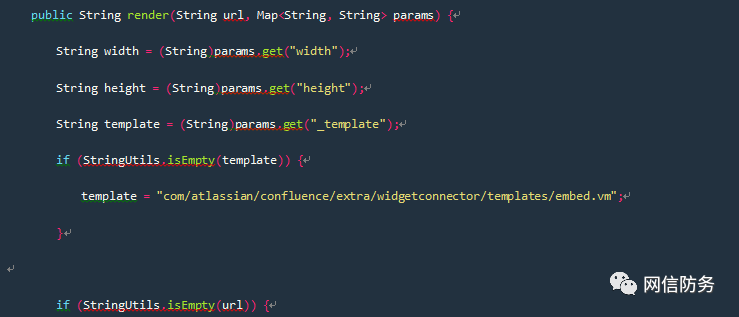 public String render(String url, Map<String, String> params) {
String width = (String)params.get("width");
String height = (String)params.get("height");
String template = (String)params.get("_template");
if (StringUtils.isEmpty(template)) {
template = "com/atlassian/confluence/extra/widgetconnector/templates/embed.vm";
}
if (StringUtils.isEmpty(url)) {
网信防务